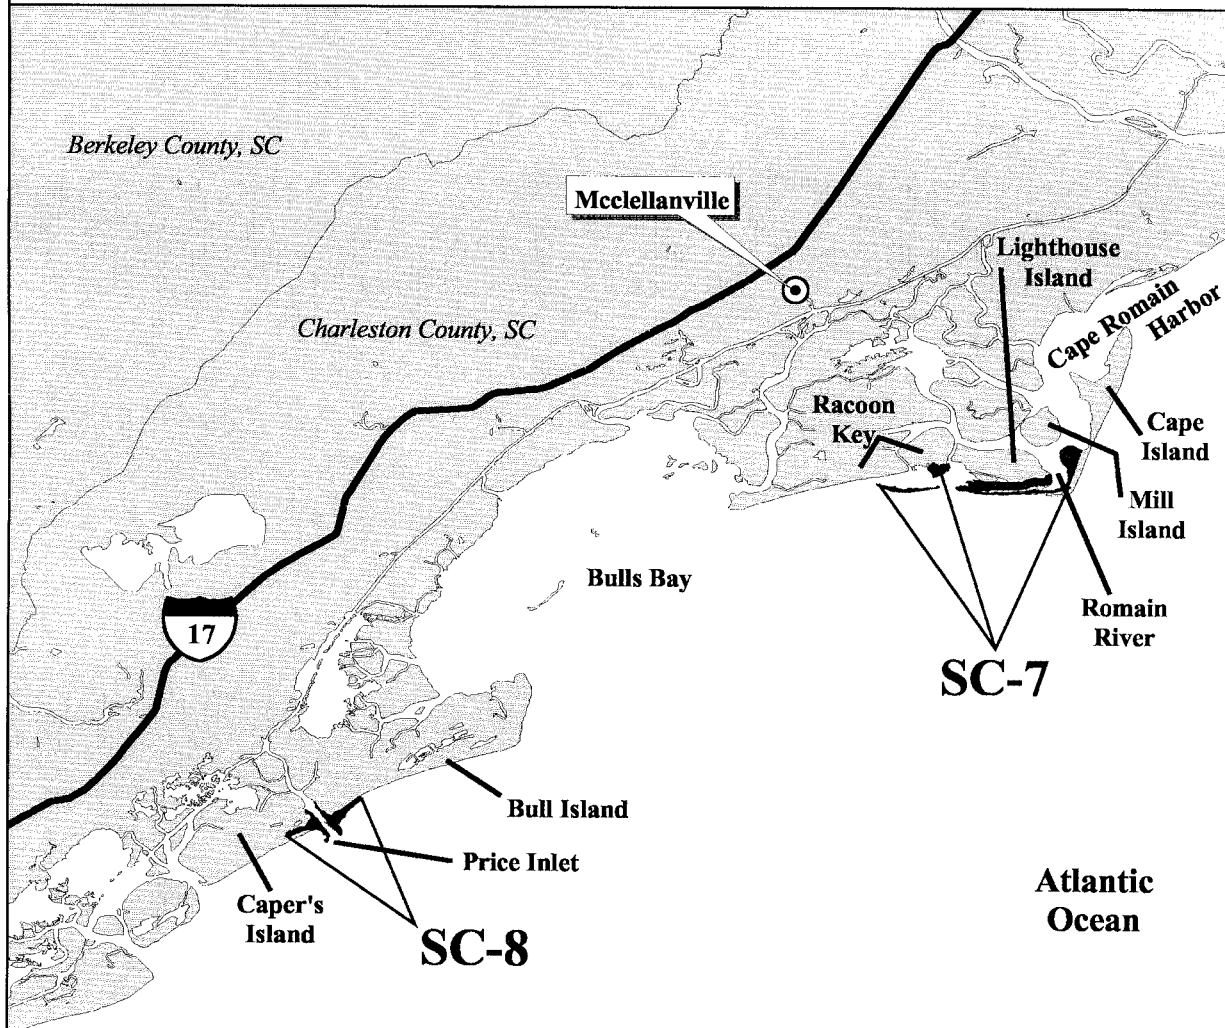 Berkeley County, SC
Mcclellanville
Lighthouse
Island
Cape Romain
Harbor
Charleston County, SC
Racoon
Key
Cape
Island
Mill
Island
Bulls Bay
Romain
River
17
SC-7
Bull Island
Price Inlet
Caper's
Island
SC-8
Atlantic
Ocean